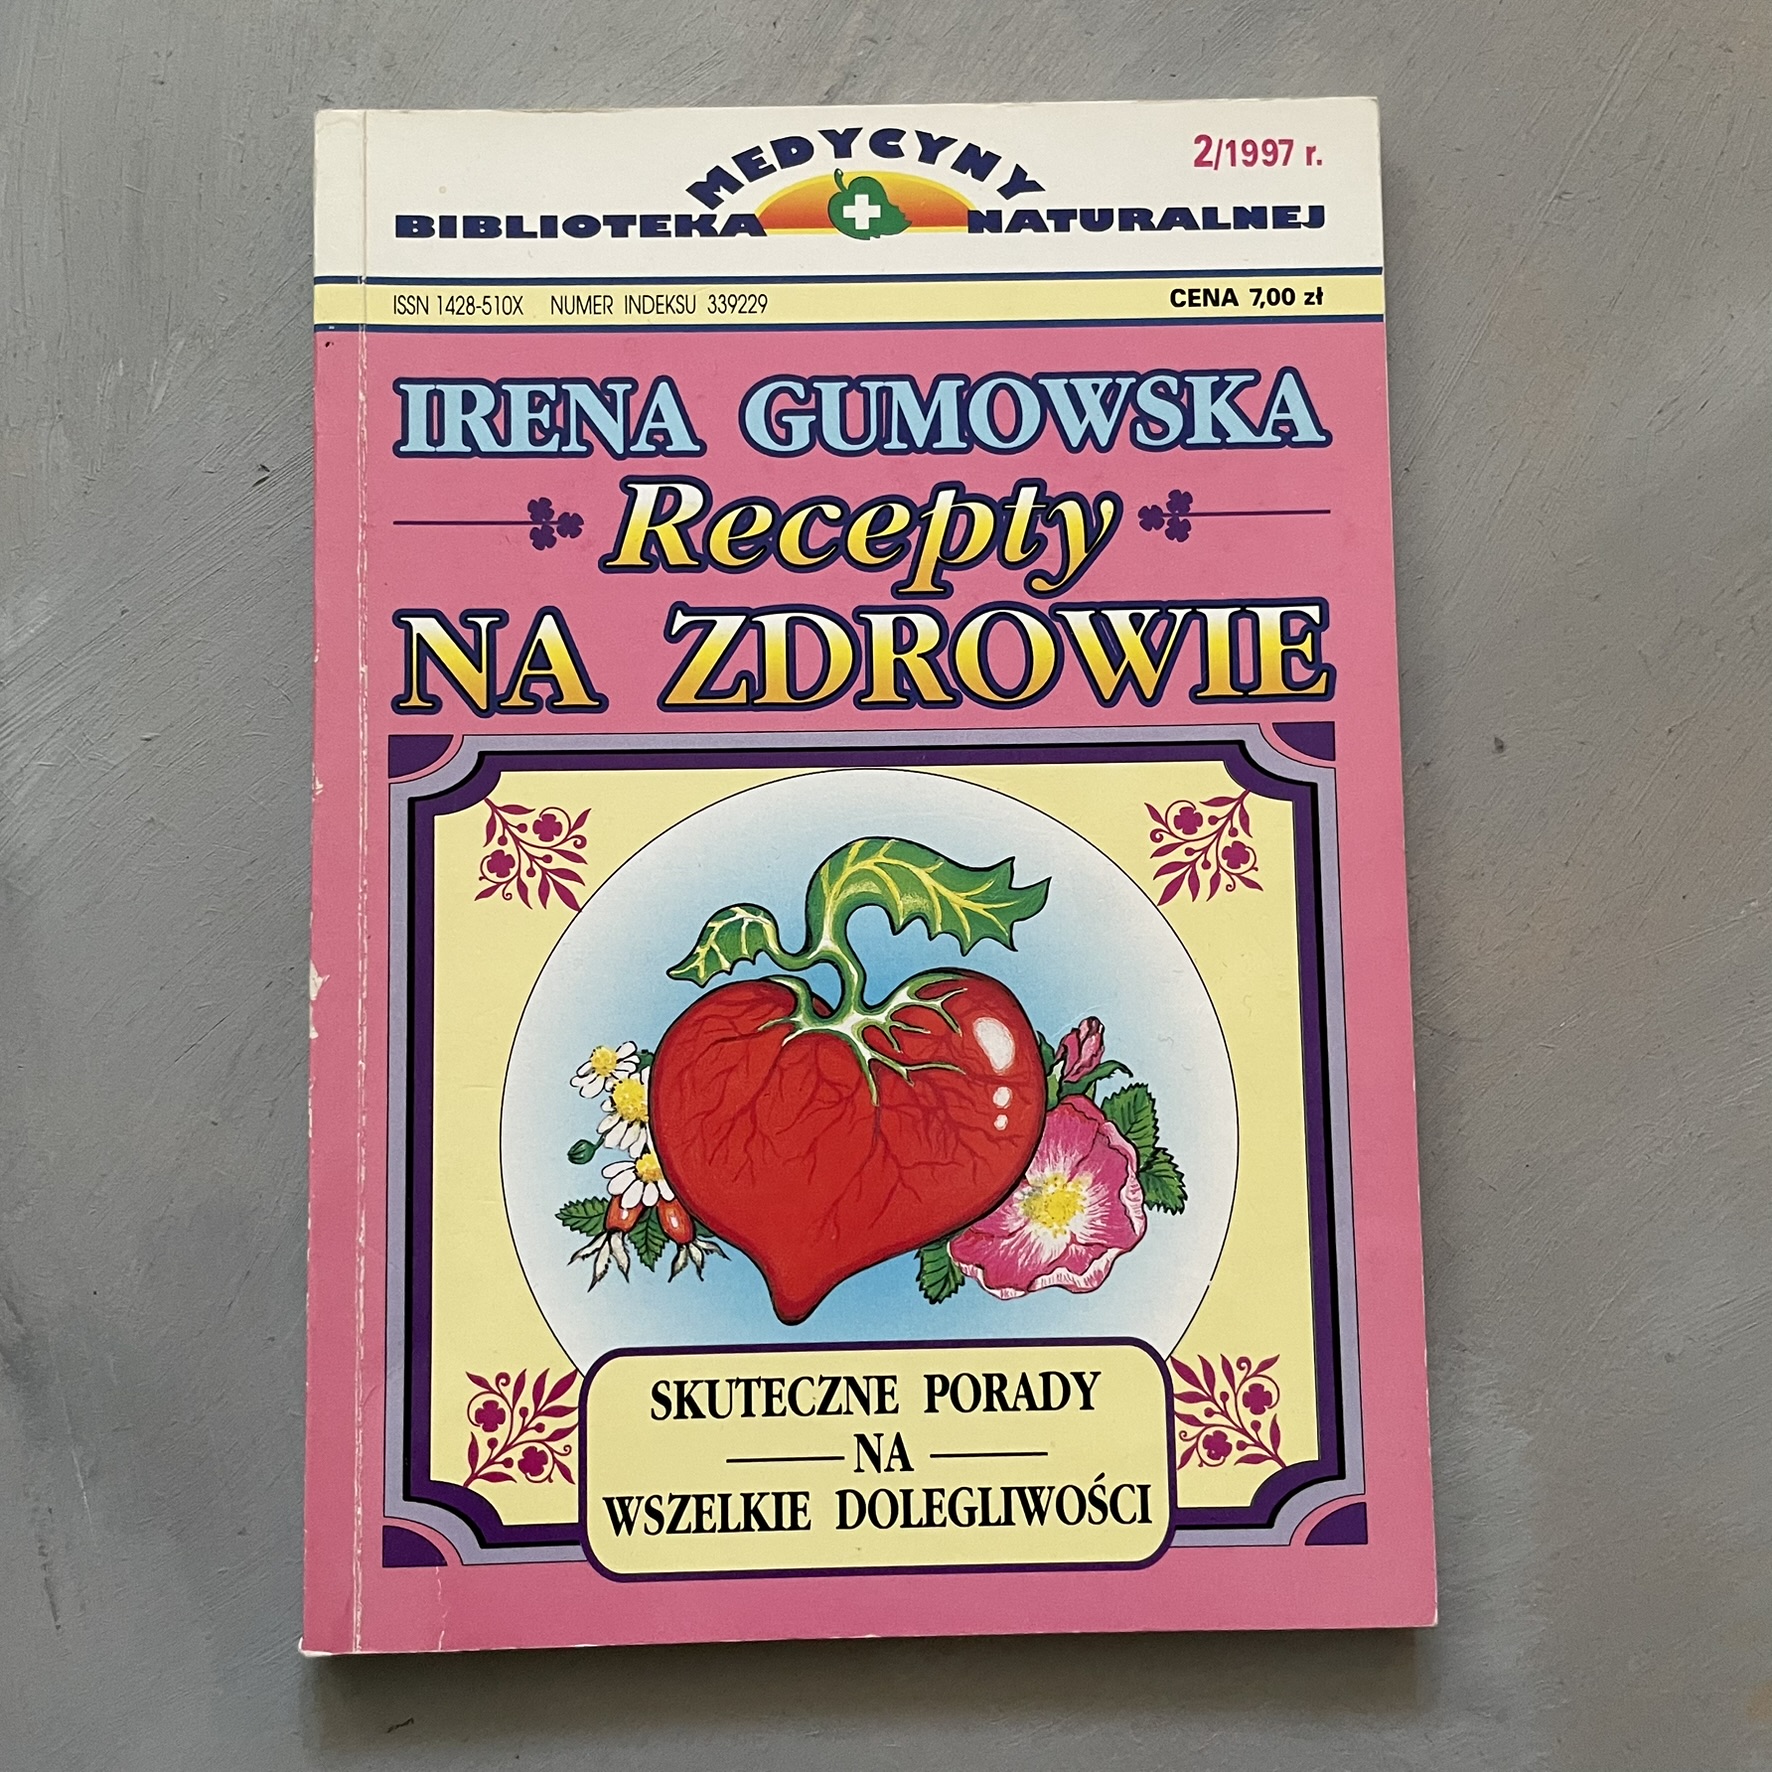 BIBLIOTEKA MEDYCYNY NATURALNEJ
2/1997 r.
ISSN 1428-510X NUMER INDEKSU 339229
CENA 7,00 zł
IRENA GUMOWSKA
Recepty
NA ZDROWIE
SKUTECZNE PORADY
NA
WSZELKIE DOLEGLIWOŚCI